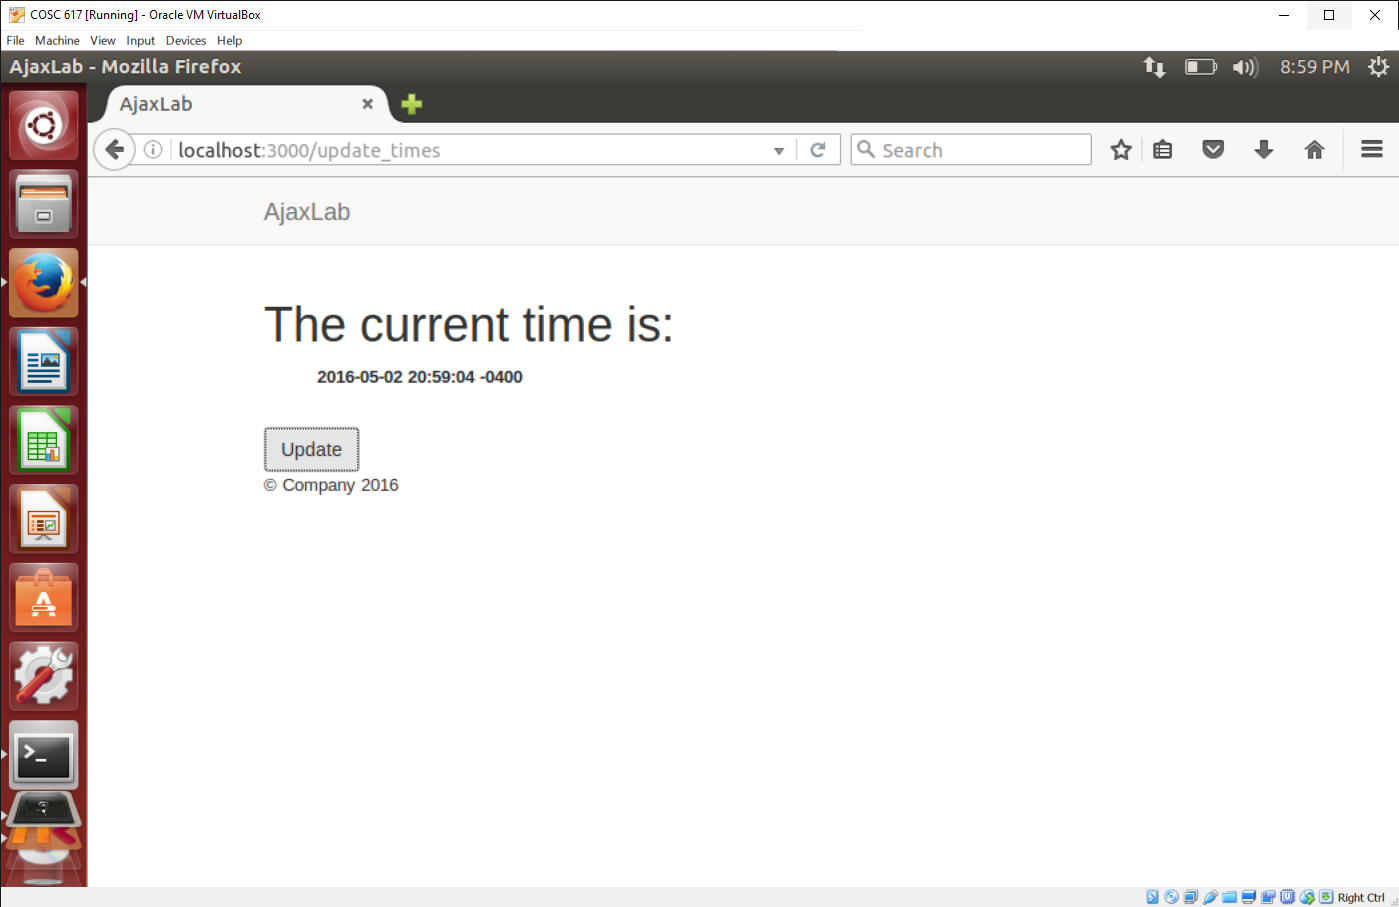 COSC 617 [Running] - Oracle VM VirtualBox
File Machine View Input Devices Help
AjaxLab - Mozilla Firefox
8:59 PM
AjaxLab
localhost:3000/update_times
Search
AjaxLab
The current time is:
2016-05-02 20:59:04 -0400
Update
© Company 2016
Right Ctrl